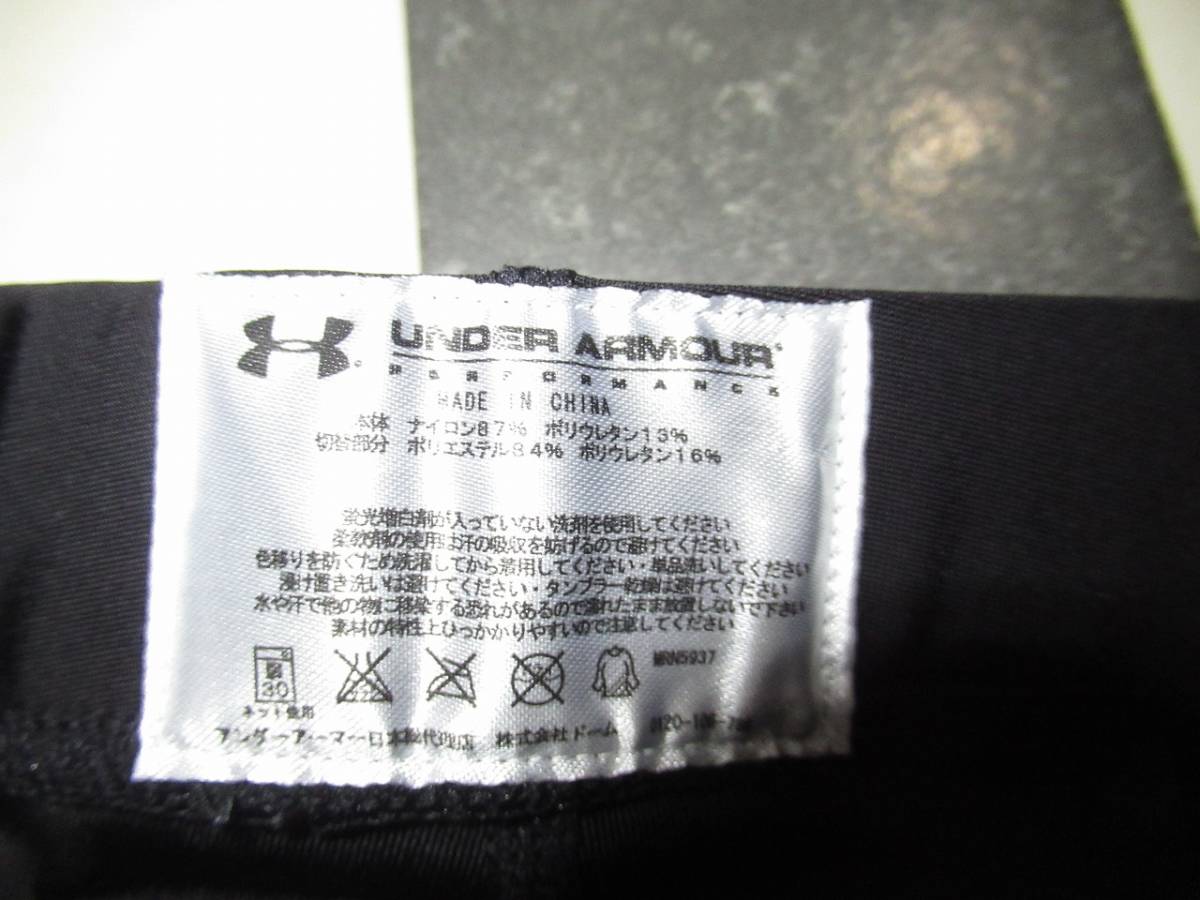 UNDER ARMOUR
PERFORMANCE
MADE IN CHINA
本体 ナイロン87% ポリウレタン13%
切替部分 ポリエステル84% ポリウレタン16%
蛍光増白剤が入っていない洗剤を使用してください
柔軟剤の使用は汗の吸収を妨げるので避けてください
色移りを防ぐため洗濯してから着用してください・単品洗いしてください
浸け置き洗いは避けてください・タンブラー乾燥は避けてください
水や汗で他の物に移染する恐れがあるので濡れたまま放置しないで下さい
素材の特性上ひっかかりやすいので注意してください
30
ネット使用
MRN5937
アンダーアーマー日本総代理店 株式会社ドーム